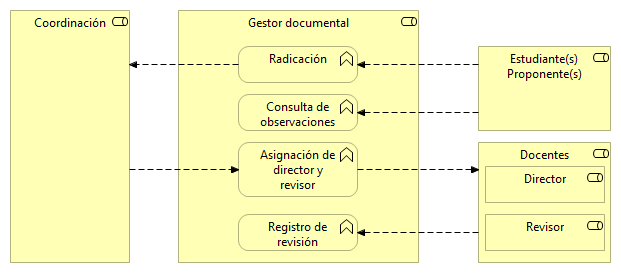 Coordinación
Gestor documental
Radicación
Consulta de
observaciones
Asignación de
director y
revisor
Registro de
revisión
Estudiante(s)
Proponente(s)
Docentes
Director
Revisor